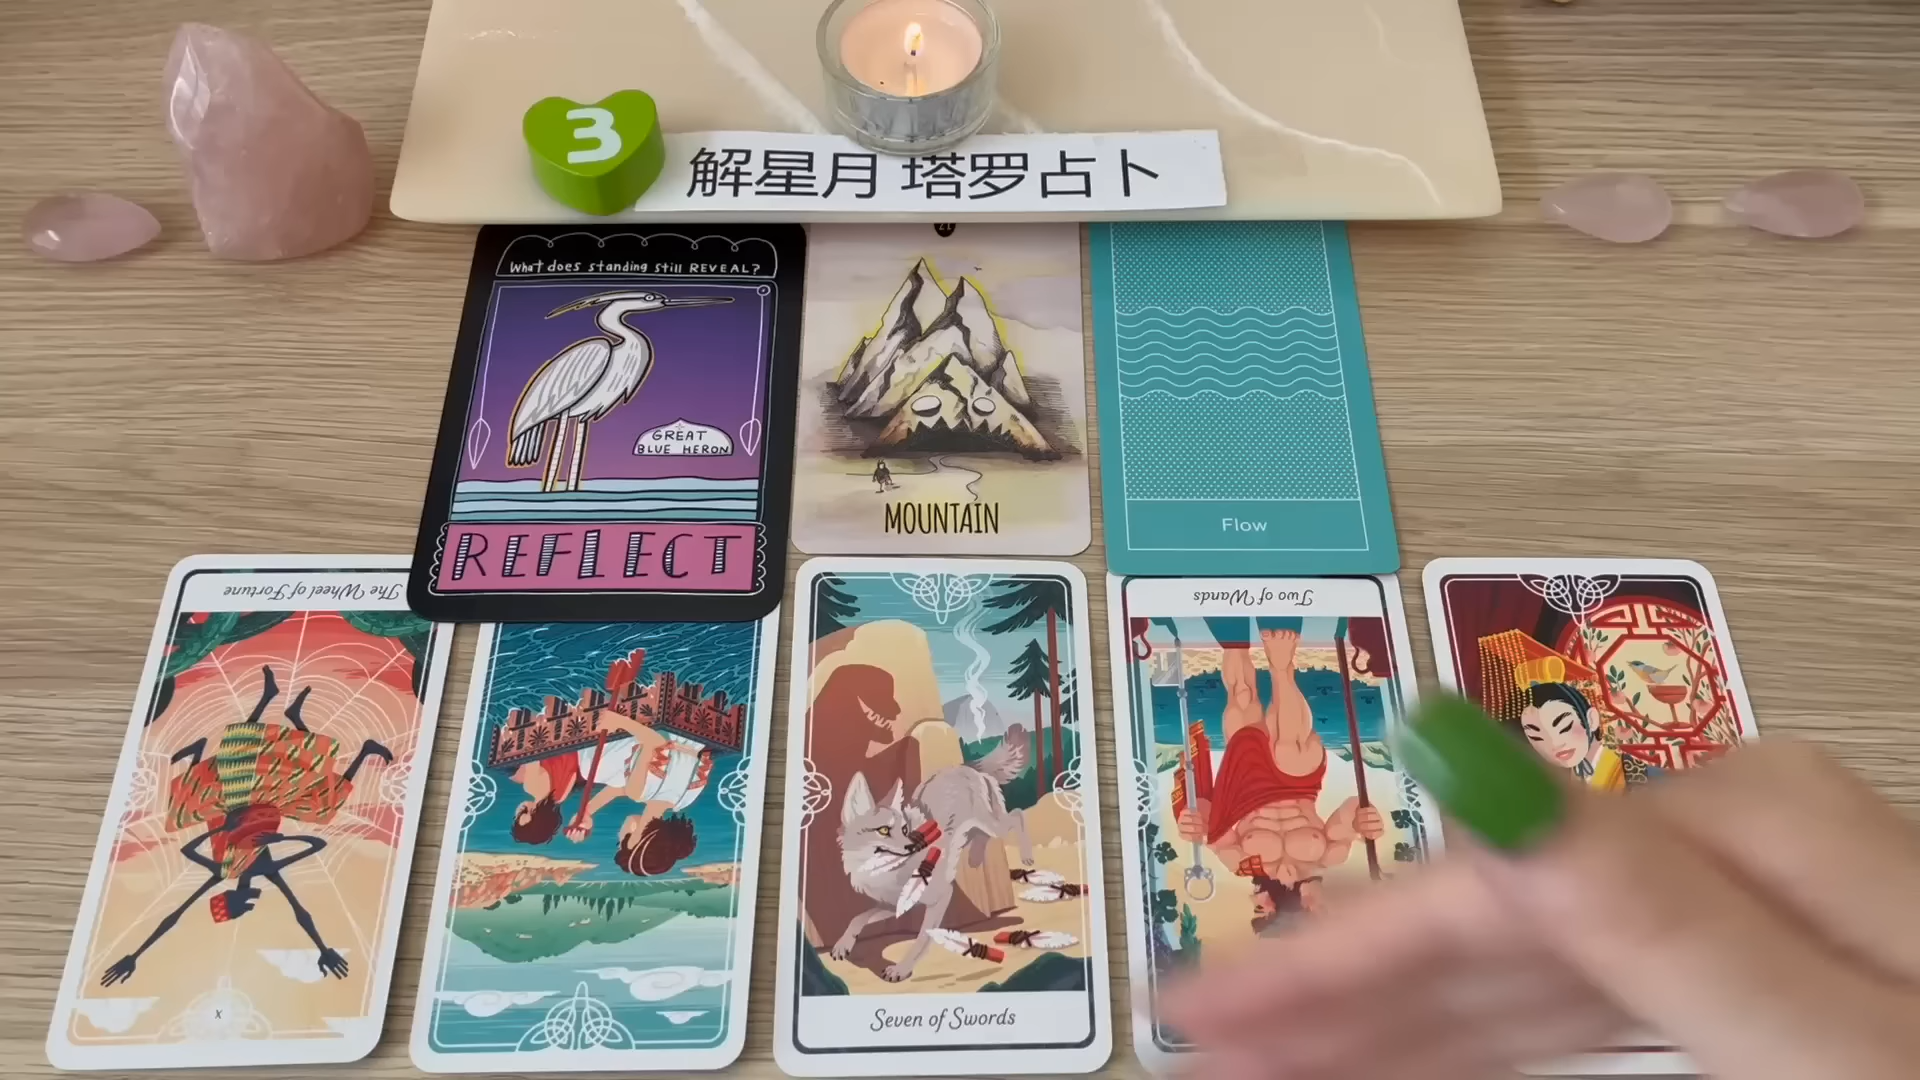 3
解星月 塔罗占卜
What does standing still REVEAL?
GREAT
BLUE HERON
REFLECT
MOUNTAIN
Flow
The Wheel of Fortune
X
Seven of Swords
Two of Wands